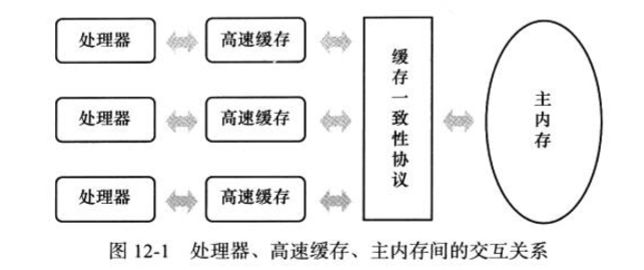 处理器 高速缓存
处理器 高速缓存
处理器 高速缓存
缓存一致性协议
主内存
图 12-1 处理器、高速缓存、主内存间的交互关系